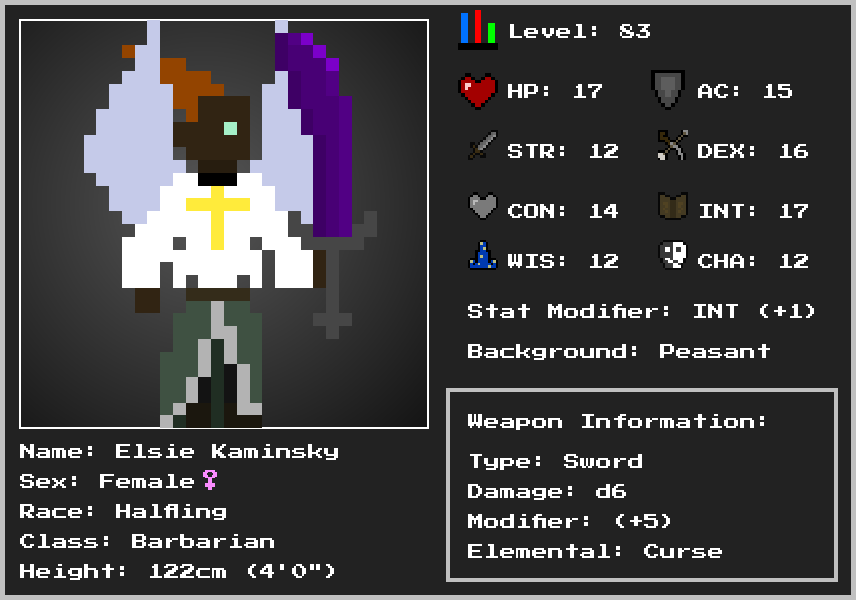 Level: 83
HP: 17
AC: 15
STR: 12
DEX: 16
CON: 14
INT: 17
WIS: 12
CHA: 12
Stat Modifier: INT (+1)
Background: Peasant
Weapon Information:
Type: Sword
Damage: d6
Modifier: (+5)
Elemental: Curse
Name: Elsie Kaminsky
Sex: Female♀
Race: Halfling
Class: Barbarian
Height: 122cm (4'0")